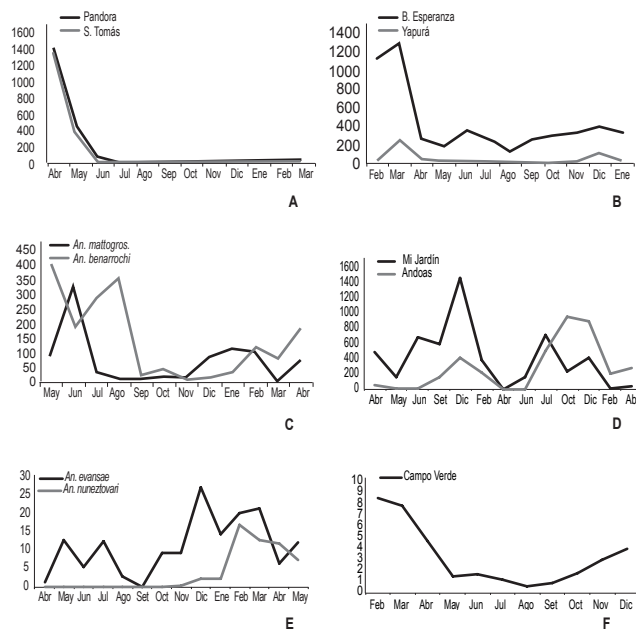 Pandora
S. Tomás
1600
1400
1200
1000
800
600
400
200
0
Abr May Jun Jul Ago Sep Oct Nov Dic Ene Feb Mar
A
B. Esperanza
Yapurá
1400
1200
1000
800
600
400
200
0
Feb Mar Abr May Jun Jul Ago Sep Oct Nov Dic Ene
B
An. mattogros.
An. benarrochi
450
400
350
300
250
200
150
100
50
0
May Jun Jul Ago Sep Oct Nov Dic Ene Feb Mar Abr
C
Mi Jardín
Andoas
1600
1400
1200
1000
800
600
400
200
0
Abr May Jun Set Dic Feb Abr Jun Jul Oct Dic Feb Ab
D
An. evansae
An. nuneztovari
30
25
20
15
10
5
0
Abr May Jun Jul Ago Set Oct Nov Dic Ene Feb Mar Abr May
E
Campo Verde
10
9
8
7
6
5
4
3
2
1
0
Feb Mar Abr May Jun Jul Ago Set Oct Nov Dic
F